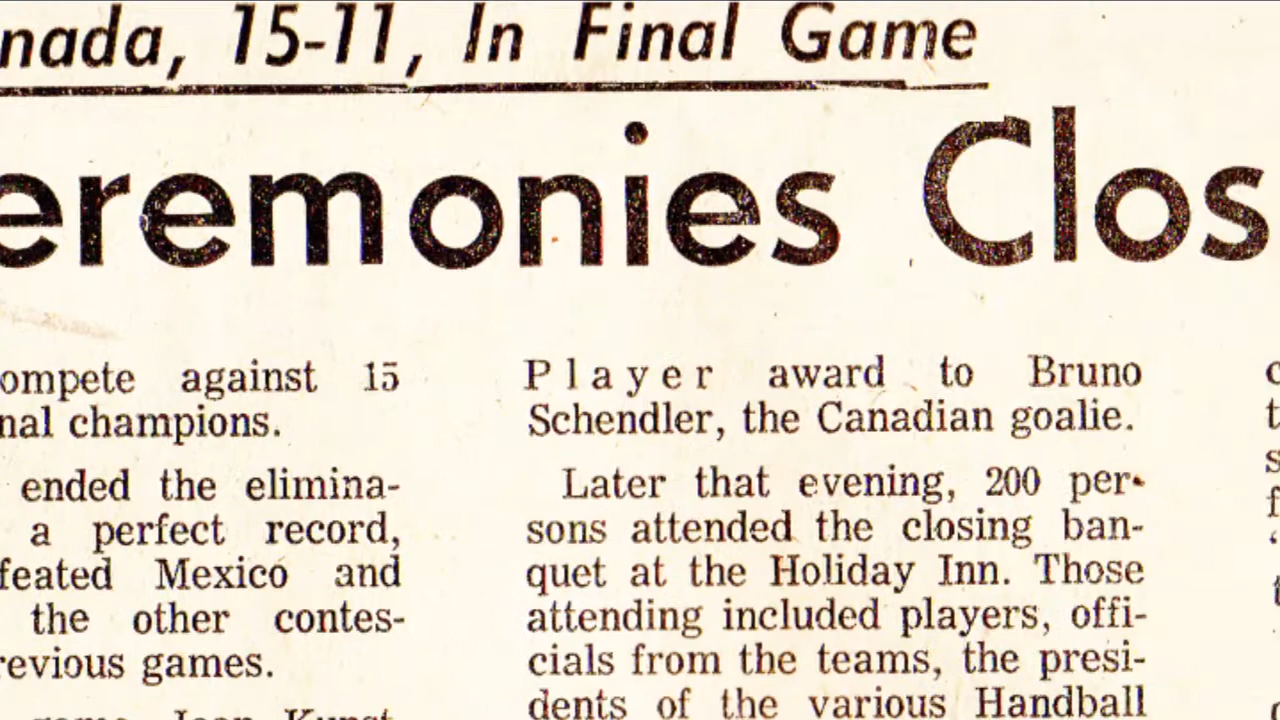 nada, 15-11, In Final Game
eremonies Clos
ompete against 15
nal champions.
ended the elimina-
a perfect record,
feated Mexico and
the other contes-
revious games.
Player award to Bruno
Schendler, the Canadian goalie.
Later that evening, 200 per-
sons attended the closing ban-
quet at the Holiday Inn. Those
attending included players, offi-
cials from the teams, the presi-
dents of the various Handball